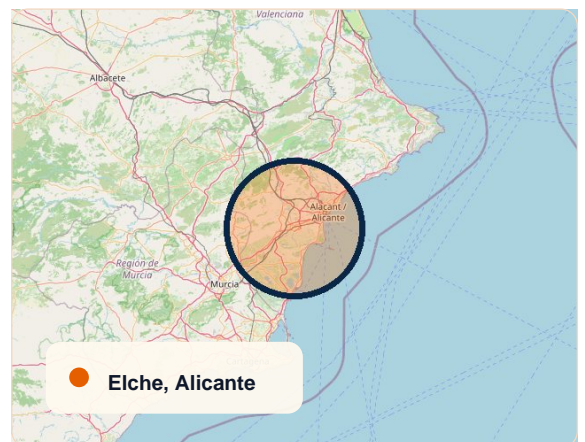 Valenciana
Albacete
Alacant /
Alicante
Región de
Murcia
Murcia
Elche, Alicante